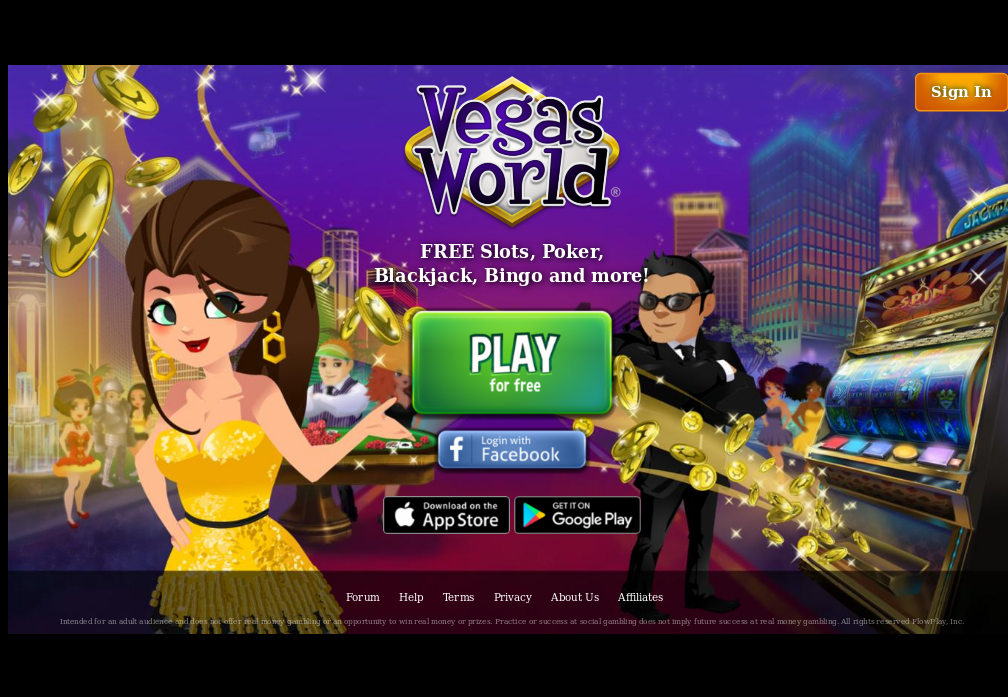 Sign In
Vegas
World®
FREE Slots, Poker,
Blackjack, Bingo and more!
JACKP
SPIN
PLAY
for free
Login with
Facebook
Download on the
App Store
GET IT ON
Google Play
Forum Help Terms Privacy About Us Affiliates
Intended for an adult audience and does not offer real money gambling or an opportunity to win real money or prizes. Practice or success at social gambling does not imply future success at real money gambling. All rights reserved FlowPlay, Inc.